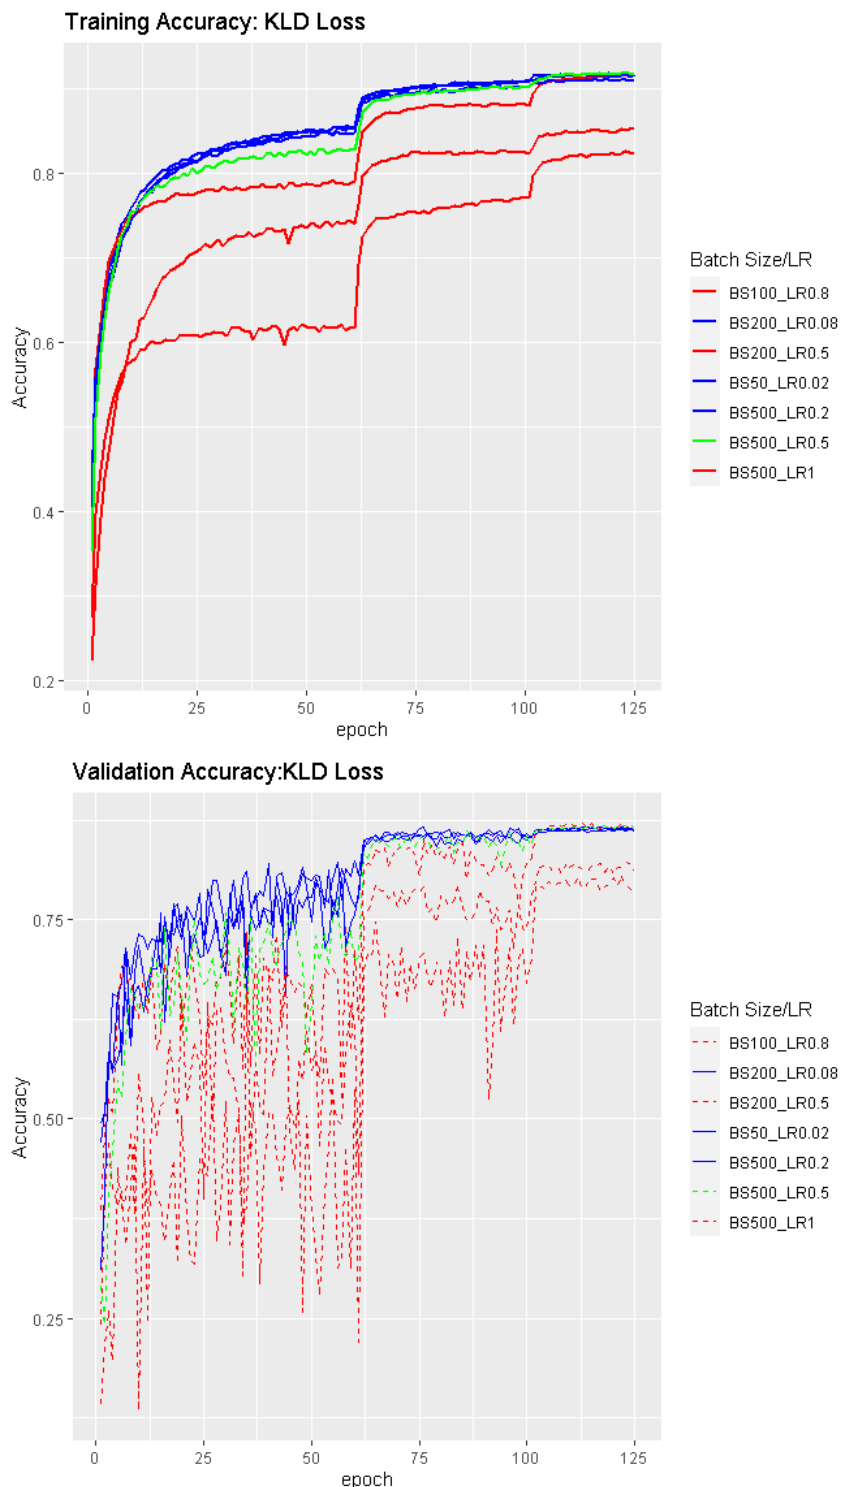 Training Accuracy: KLD Loss
Accuracy
0.8
0.6
0.4
0.2
0
25
50
75
100
125
epoch
Batch Size/LR
BS100_LR0.8
BS200_LR0.08
BS200_LR0.5
BS50_LR0.02
BS500_LR0.2
BS500_LR0.5
BS500_LR1
Validation Accuracy:KLD Loss
Accuracy
0.75
0.50
0.25
0
25
50
75
100
125
epoch
Batch Size/LR
BS100_LR0.8
BS200_LR0.08
BS200_LR0.5
BS50_LR0.02
BS500_LR0.2
BS500_LR0.5
BS500_LR1